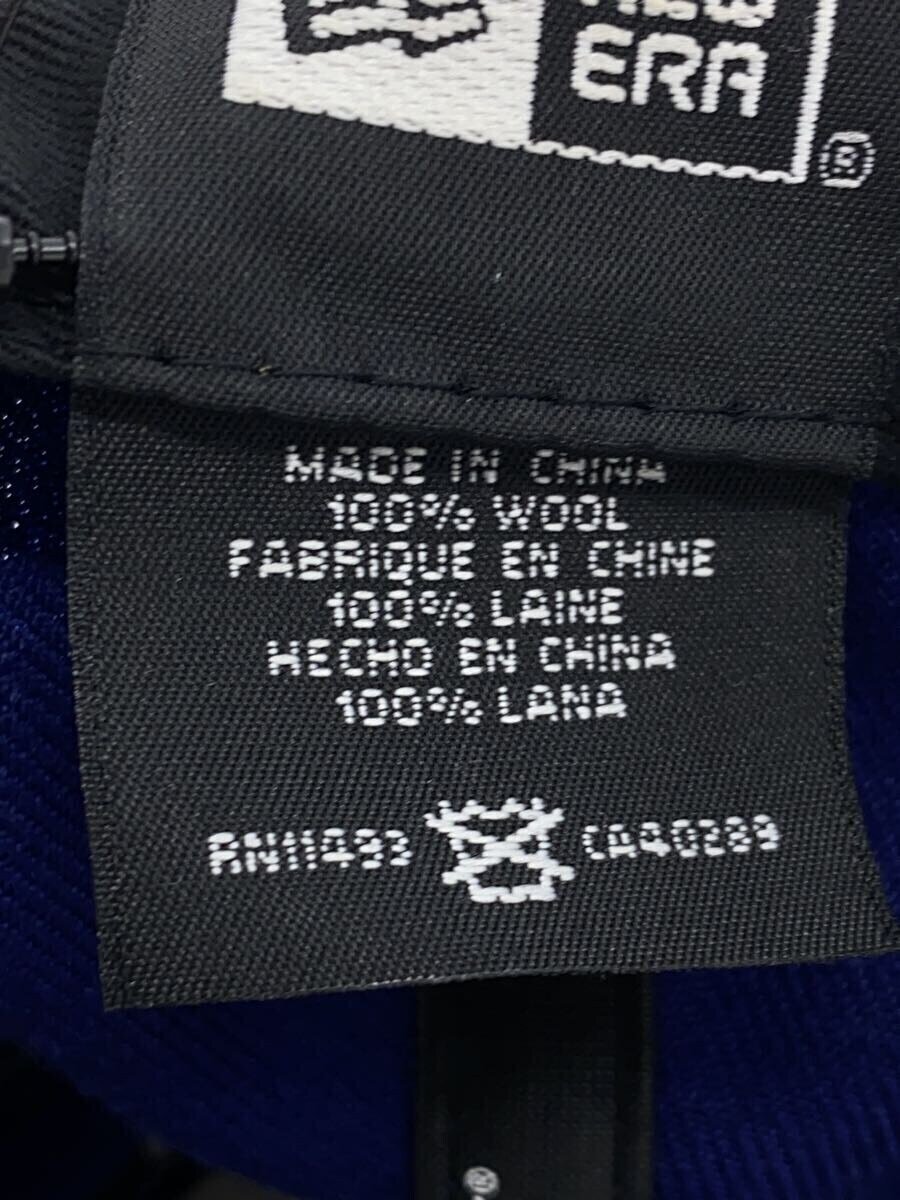 ERA
®
MADE IN CHINA
100% WOOL
FABRIQUE EN CHINE
100% LAINE
HECHO EN CHINA
100% LANA
RN11493 CA40289
®